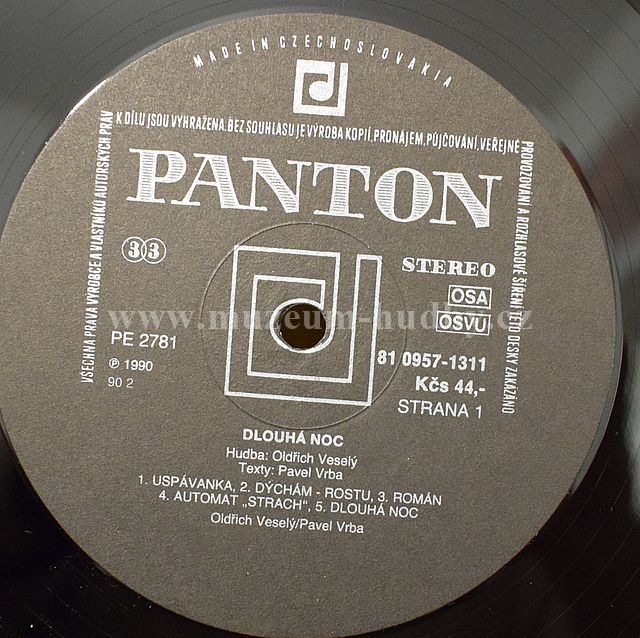 MADE IN CZECHOSLOVAKIA
VŠECHNA PRÁVA VÝROBCE A VLASTNÍKŮ AUTORSKÝCH PRAV
K DÍLU JSOU VYHRAŽENA. BEZ SOUHLASU JE VÝROBA KOPIÍ, PRONÁJEM, PŮJČOVÁNÍ, VEŘEJNÉ
PROVOZOVÁNÍ A ROZHLASOVÉ ŠÍŘENÍ TÉTO DESKY ZAKÁZÁNO
PANTON
33
STEREO
OSA
OSVU
www.muzeum-hudby.cz
PE 2781
Ⓟ 1990
90 2
81 0957-1311
Kčs 44,-
STRANA 1
DLOUHÁ NOC
Hudba: Oldřich Veselý
Texty: Pavel Vrba
1. USPÁVANKA, 2. DÝCHÁM - ROSTU, 3. ROMÁN
4. AUTOMAT „STRACH", 5. DLOUHÁ NOC
Oldřich Veselý/Pavel Vrba